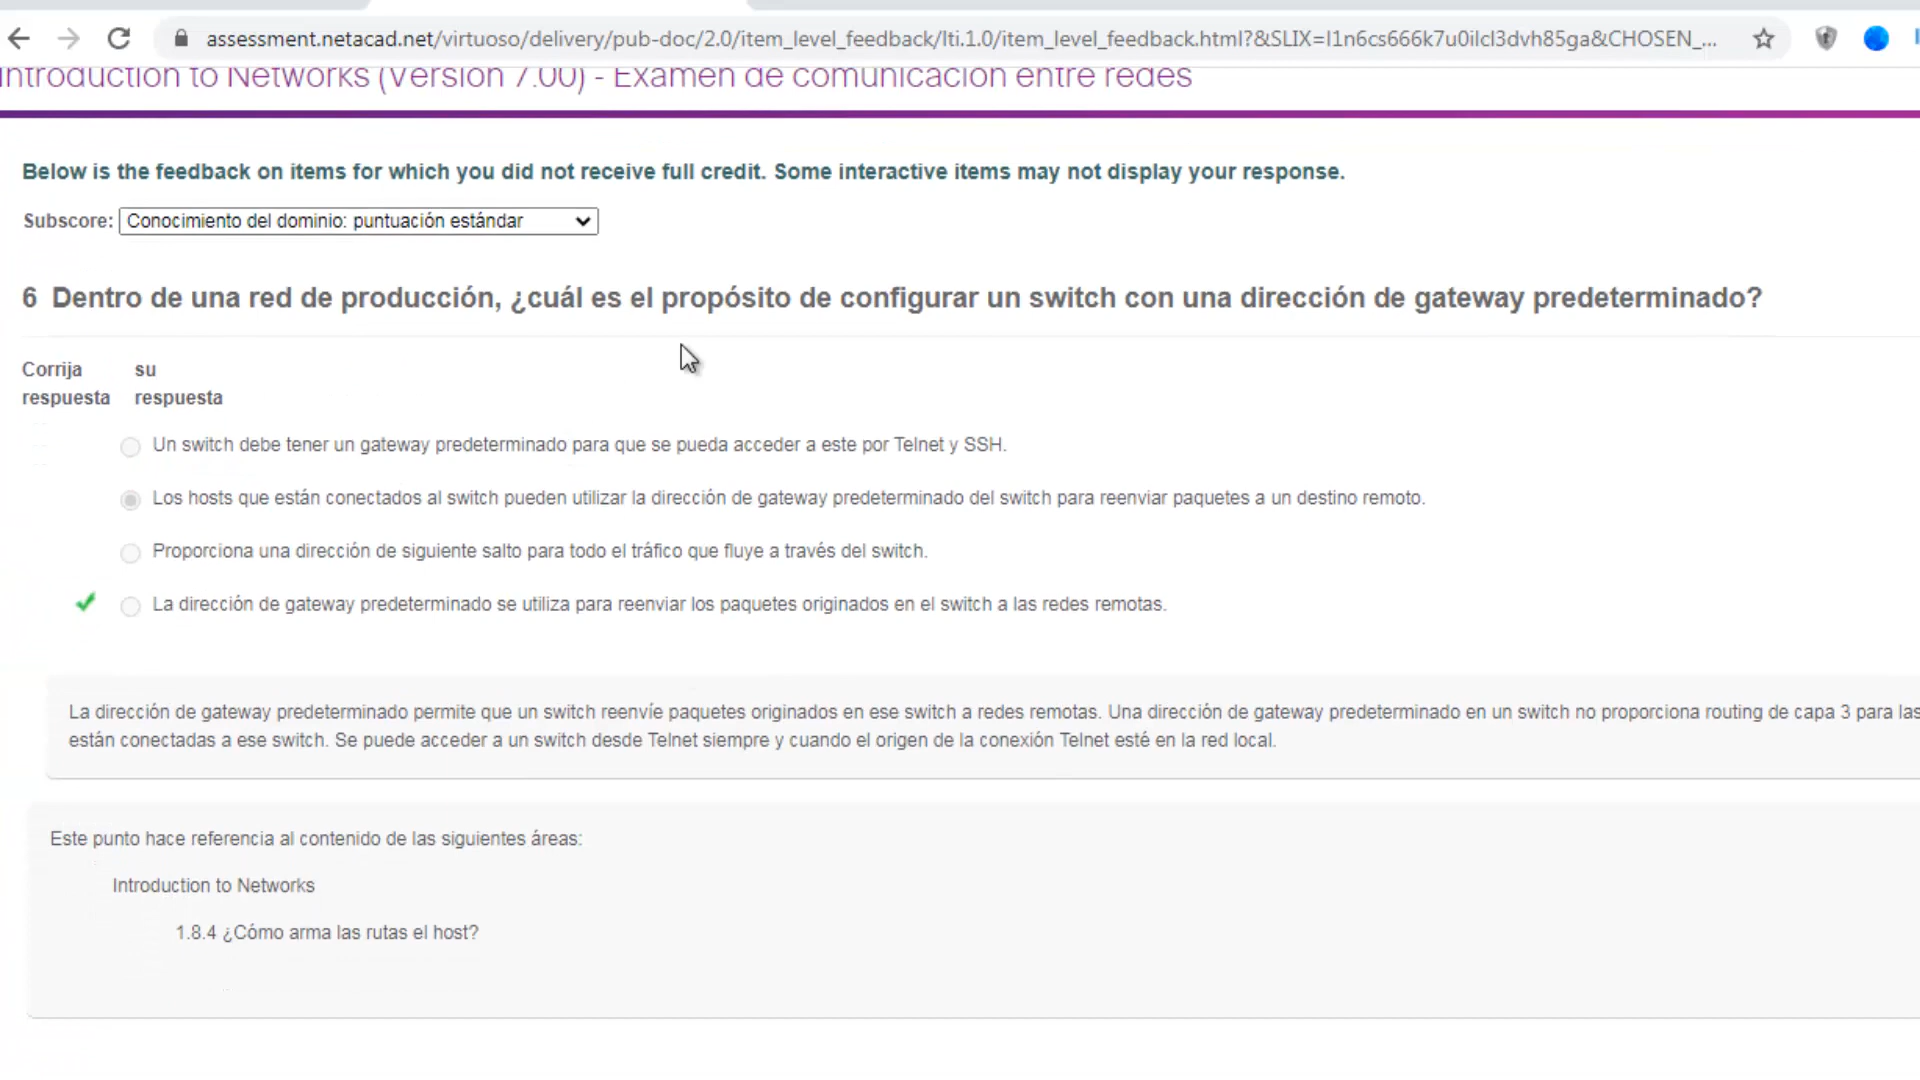 assessment.netacad.net/virtuoso/delivery/pub-doc/2.0/item_level_feedback/lti.1.0/item_level_feedback.html?&SLIX=l1n6cs666k7u0ilcl3dvh85ga&CHOSEN_...
Introduction to Networks (Versión 7.00) - Examen de comunicación entre redes
Below is the feedback on items for which you did not receive full credit. Some interactive items may not display your response.
Subscore: Conocimiento del dominio: puntuación estándar
6 Dentro de una red de producción, ¿cuál es el propósito de configurar un switch con una dirección de gateway predeterminado?
Corrija su
respuesta respuesta
Un switch debe tener un gateway predeterminado para que se pueda acceder a este por Telnet y SSH.
Los hosts que están conectados al switch pueden utilizar la dirección de gateway predeterminado del switch para reenviar paquetes a un destino remoto.
Proporciona una dirección de siguiente salto para todo el tráfico que fluye a través del switch.
La dirección de gateway predeterminado se utiliza para reenviar los paquetes originados en el switch a las redes remotas.
La dirección de gateway predeterminado permite que un switch reenvíe paquetes originados en ese switch a redes remotas. Una dirección de gateway predeterminado en un switch no proporciona routing de capa 3 para las
están conectadas a ese switch. Se puede acceder a un switch desde Telnet siempre y cuando el origen de la conexión Telnet esté en la red local.
Este punto hace referencia al contenido de las siguientes áreas:
Introduction to Networks
1.8.4 ¿Cómo arma las rutas el host?